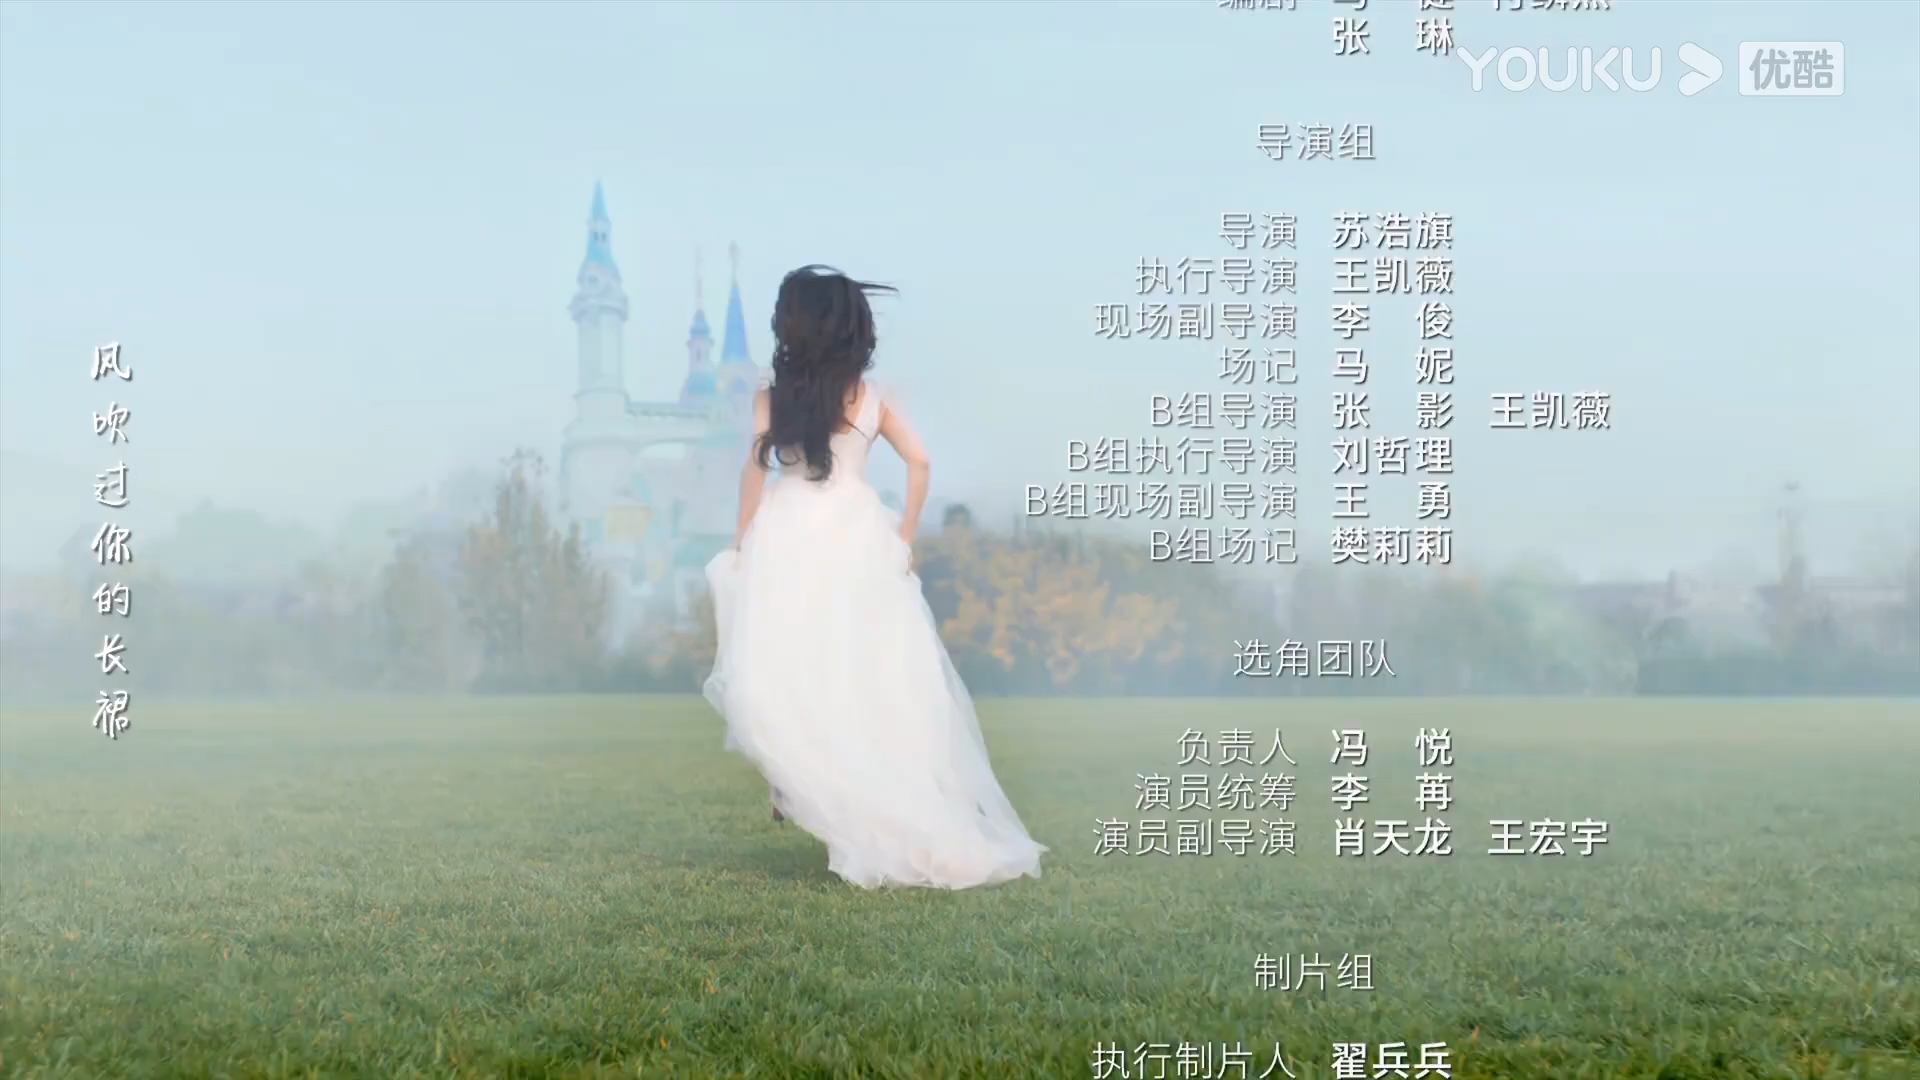 张 琳
YOUKU 优酷
导演组
导演 苏浩旗
执行导演 王凯薇
现场副导演 李 俊
场记 马 妮
B组导演 张 影 王凯薇
B组执行导演 刘哲理
B组现场副导演 王 勇
B组场记 樊莉莉
风吹过你的长裙
选角团队
负责人 冯 悦
演员统筹 李 苒
演员副导演 肖天龙 王宏宇
制片组
执行制片人 翟兵兵